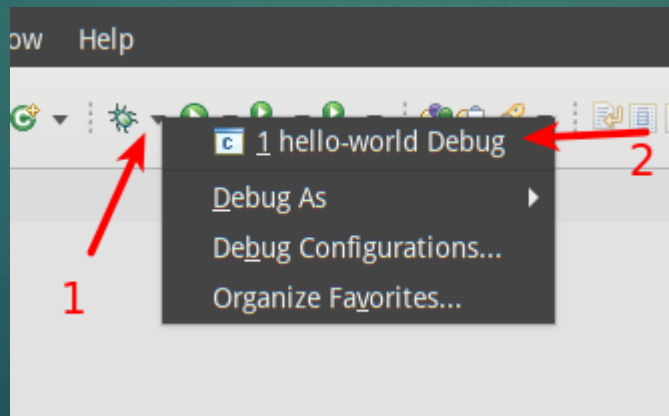 ow Help
1 hello-world Debug
2
Debug As
Debug Configurations...
Organize Favorites...
1